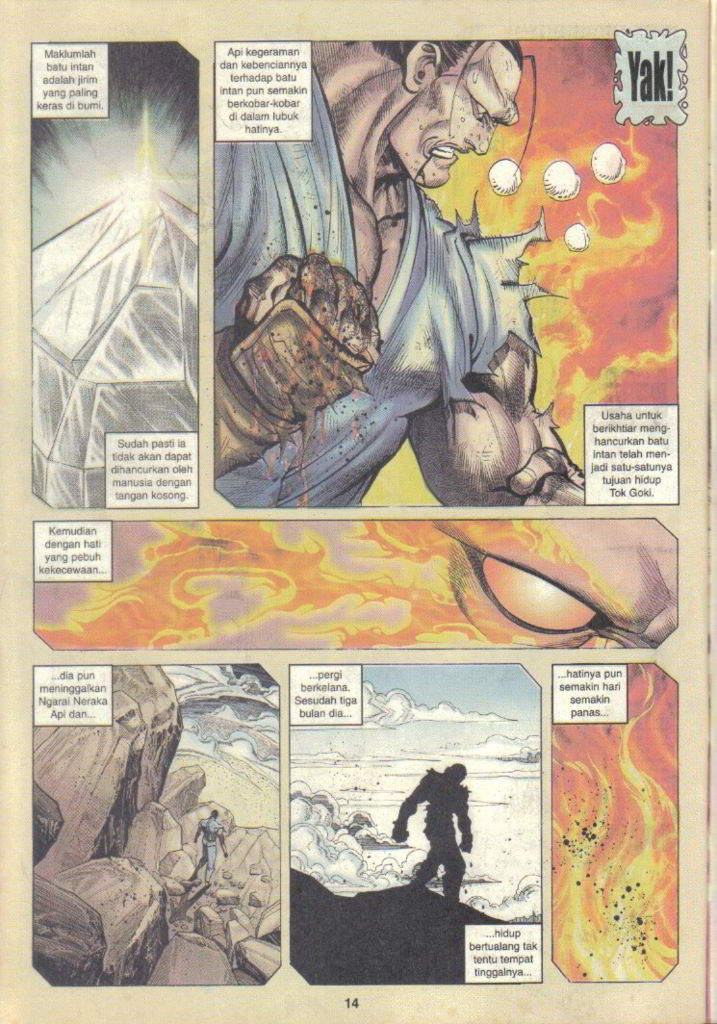 Maklumlah
batu intan
adalah jirim
yang paling
keras di bumi.
Sudah pasti ia
tidak akan dapat
dihancurkan oleh
manusia dengan
tangan kosong.
Api kegeraman
dan kebenciannya
terhadap batu
intan pun semakin
berkobar-kobar
di dalam lubuk
hatinya.
Yak!
Usaha untuk
berikhtiar meng-
hancurkan batu
intan telah men-
jadi satu-satunya
tujuan hidup
Tok Goki.
Kemudian
dengan hati
yang pebuh
kekecewaan...
...dia pun
meninggalkan
Ngarai Neraka
Api dan...
...pergi
berkelana.
Sesudah tiga
bulan dia...
...hidup
bertualang tak
tentu tempat
tinggalnya...
...hatinya pun
semakin hari
semakin
panas...
14